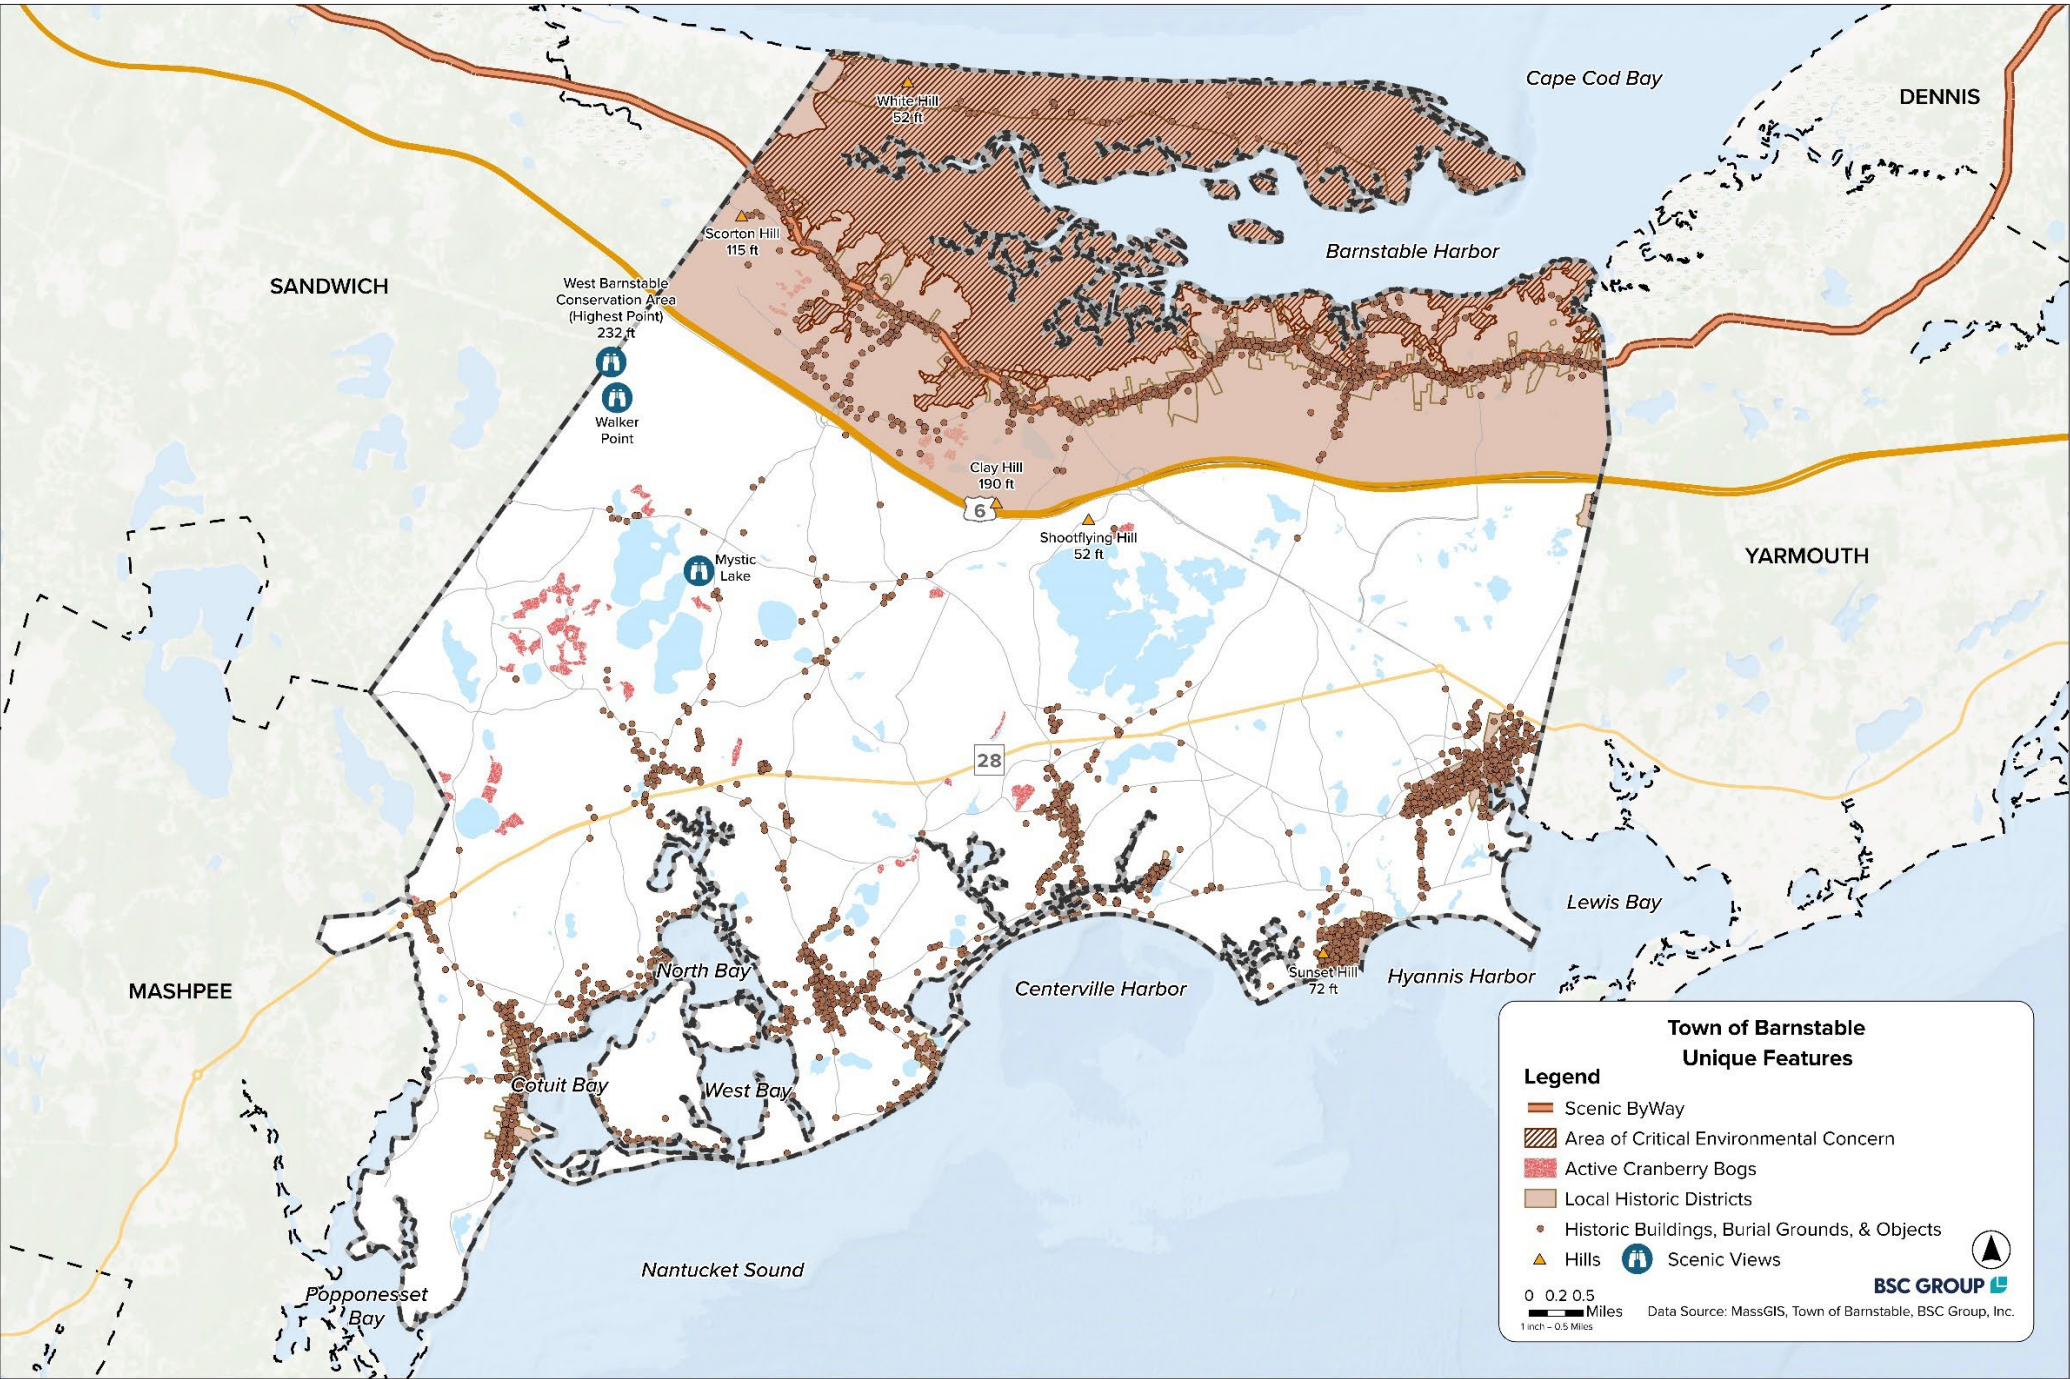 Cape Cod Bay
DENNIS
White Hill
52 ft
Scorton Hill
115 ft
Barnstable Harbor
SANDWICH
West Barnstable
Conservation Area
(Highest Point)
232 ft
Walker
Point
Clay Hill
190 ft
6
Shootflying Hill
52 ft
Mystic
Lake
YARMOUTH
28
Lewis Bay
MASHPEE
North Bay
Centerville Harbor
Sunset Hill
72 ft
Hyannis Harbor
Cotuit Bay
West Bay
Nantucket Sound
Popponesset
Bay
Town of Barnstable
Unique Features
Legend
Scenic ByWay
Area of Critical Environmental Concern
Active Cranberry Bogs
Local Historic Districts
Historic Buildings, Burial Grounds, & Objects
Hills
Scenic Views
0 0.2 0.5
Miles
1 inch – 0.5 Miles
BSC GROUP
Data Source: MassGIS, Town of Barnstable, BSC Group, Inc.